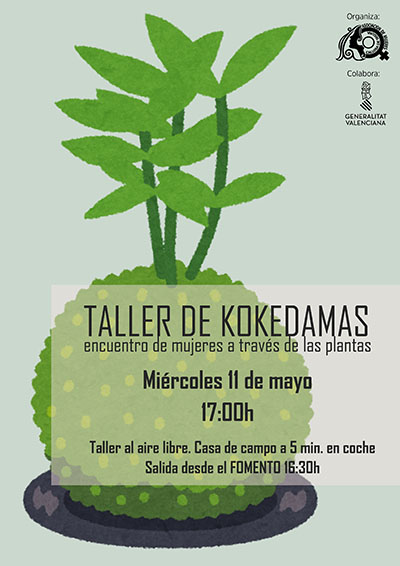 Organiza:
Colabora:
GENERALITAT
VALENCIANA
TALLER DE KOKEDAMAS
encuentro de mujeres a través de las plantas
Miércoles 11 de mayo
17:00h
Taller al aire libre. Casa de campo a 5 min. en coche
Salida desde el FOMENTO 16:30h